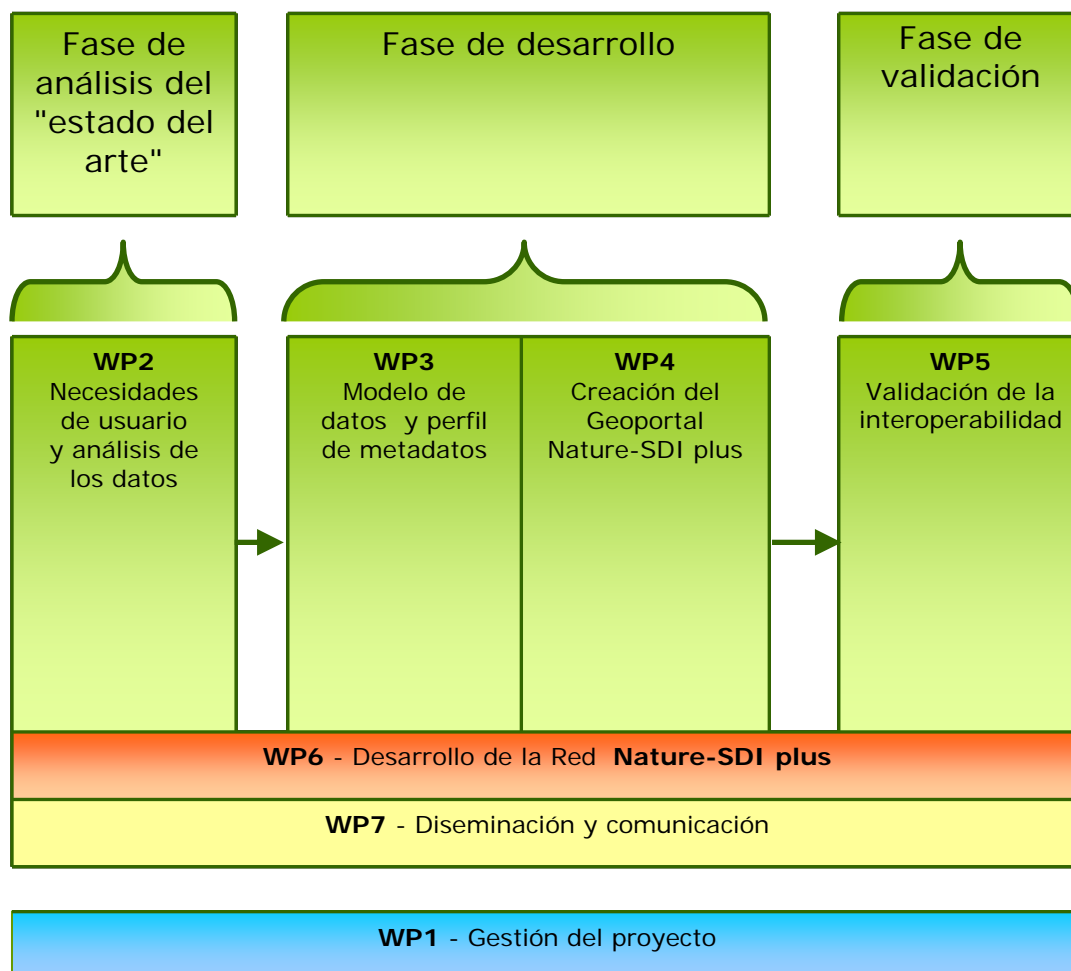 Fase de
análisis del
"estado del
arte"
Fase de desarrollo
Fase de
validación
WP2
Necesidades
de usuario
y análisis de
los datos
WP3
Modelo de
datos y perfil
de metadatos
WP4
Creación del
Geoportal
Nature-SDI plus
WP5
Validación de la
interoperabilidad
WP6 - Desarrollo de la Red Nature-SDI plus
WP7 - Diseminación y comunicación
WP1 - Gestión del proyecto